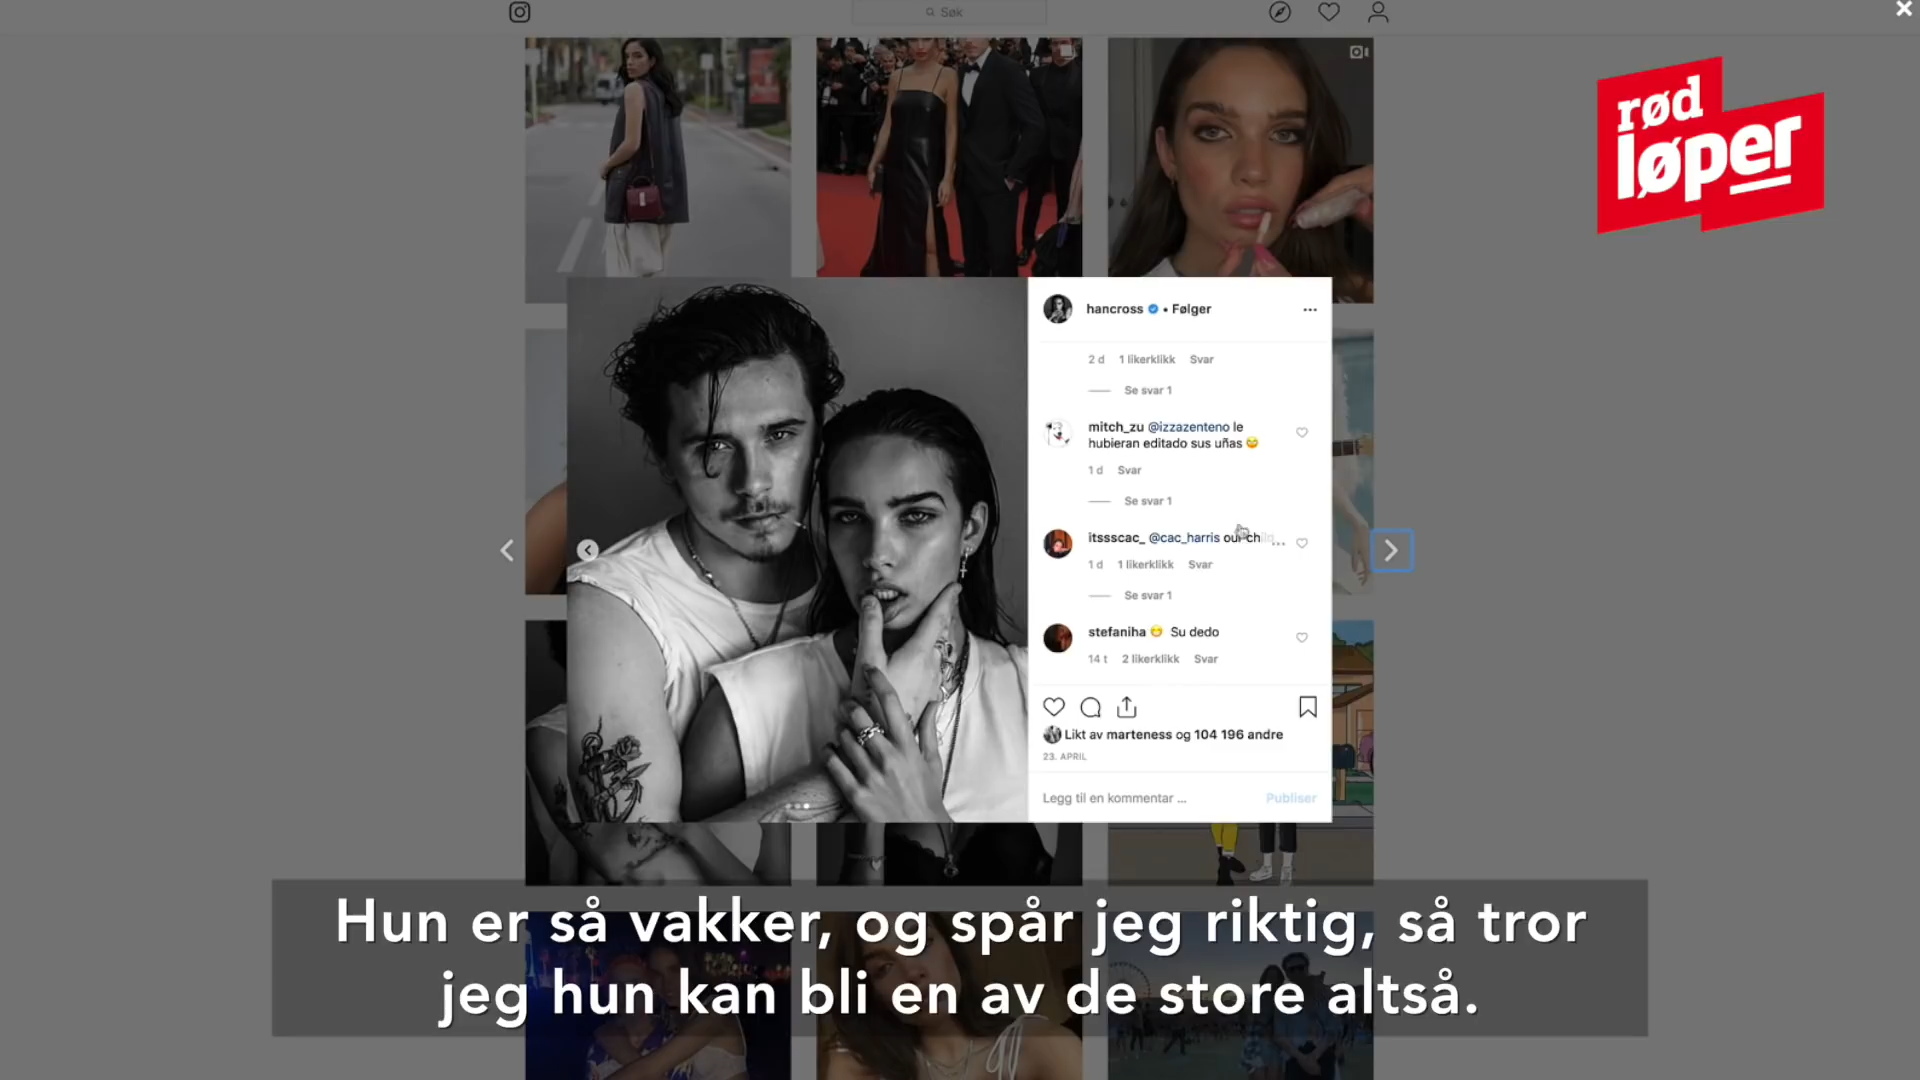 Søk
rød
løper
hancross • Følger
2 d 1 likerklikk Svar
Se svar 1
mitch_zu @izzazenteno le
hubieran editado sus uñas
1 d Svar
Se svar 1
itssscac_ @cac_harris our child
1 d 1 likerklikk Svar
Se svar 1
stefaniha Su dedo
14 t 2 likerklikk Svar
Likt av marteness og 104 196 andre
23. APRIL
Legg til en kommentar ...
Publiser
Hun er så vakker, og spår jeg riktig, så tror
jeg hun kan bli en av de store altså.